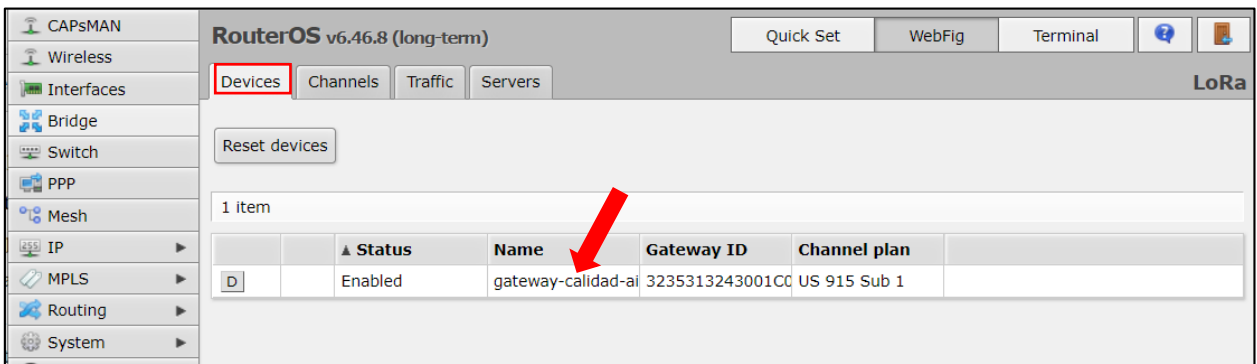 CAPsMAN
Wireless
Interfaces
Bridge
Switch
PPP
Mesh
IP
MPLS
Routing
System
RouterOS v6.46.8 (long-term)
Quick Set WebFig Terminal
Devices Channels Traffic Servers
LoRa
Reset devices
1 item
▲ Status Name Gateway ID Channel plan
D Enabled gateway-calidad-ai 3235313243001C0 US 915 Sub 1